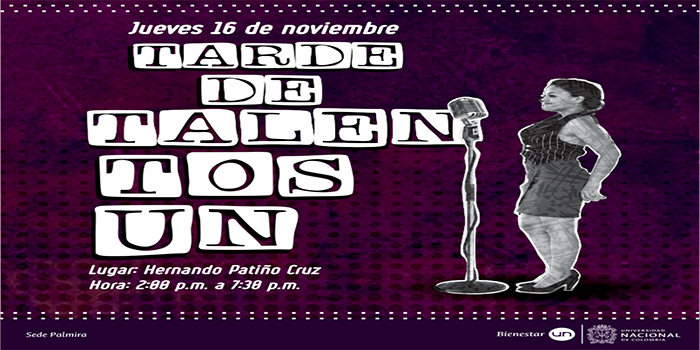 Jueves 16 de noviembre
TARDE
DE
TALEN
TOS
UN
Lugar: Hernando Patiño Cruz
Hora: 2:00 p.m. a 7:30 p.m.
Sede Palmira
Bienestar un
UNIVERSIDAD
NACIONAL
DE COLOMBIA